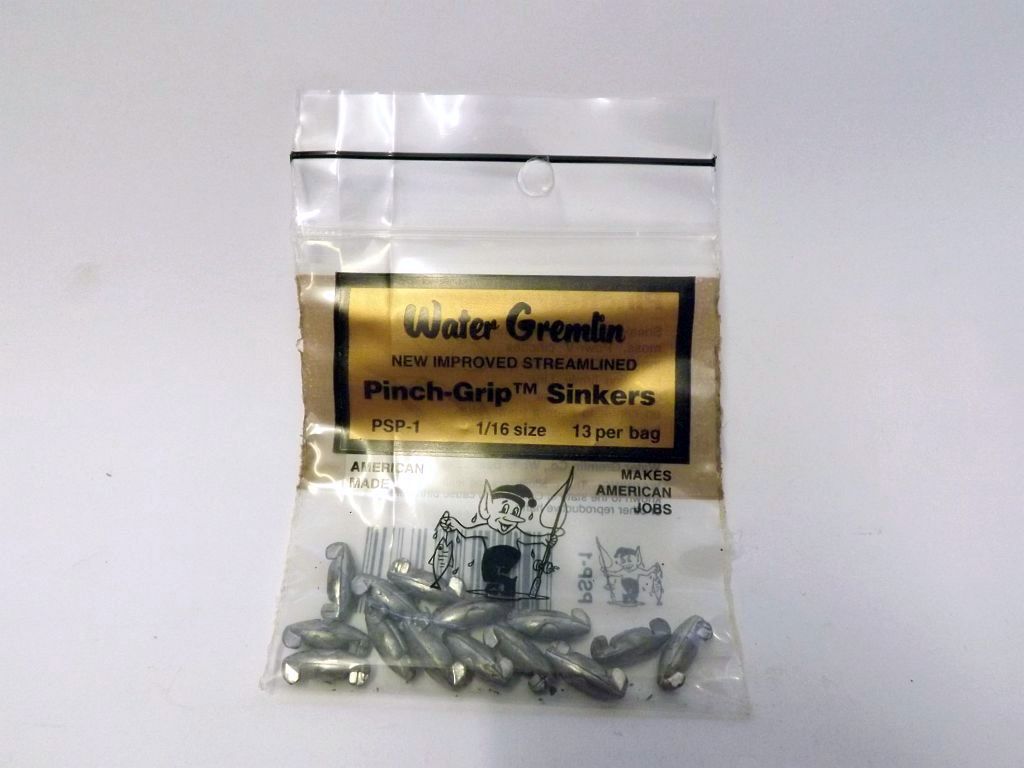 Water Gremlin
NEW IMPROVED STREAMLINED
Pinch-Grip™ Sinkers
PSP-1 1/16 size 13 per bag
AMERICAN MADE
MAKES AMERICAN JOBS
PSP-1